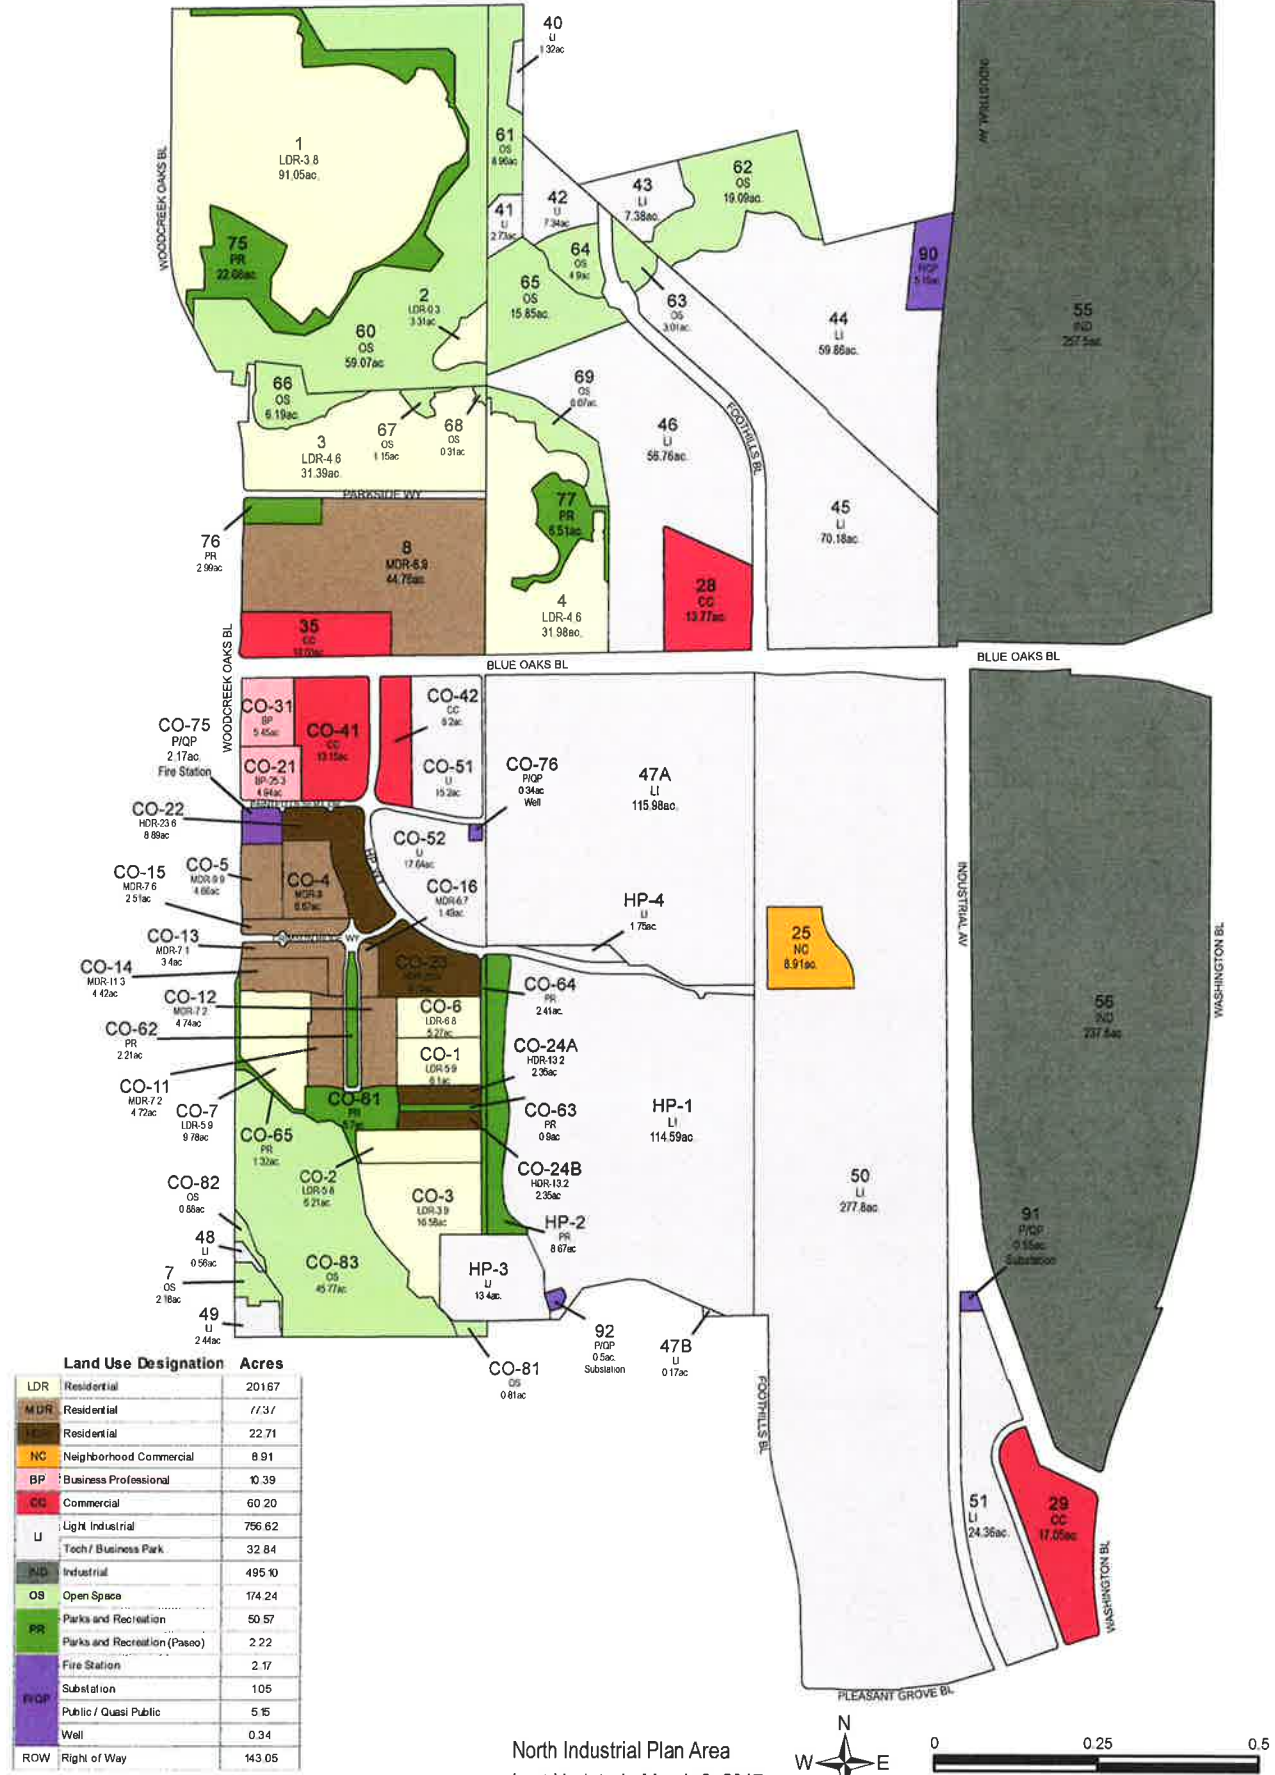 40
LI
1.32ac
INDUSTRIAL AV
WOODCREEK OAKS BL
1
LDR-3.8
91.05ac.
61
OS
8.96ac
62
OS
19.09ac.
43
LI
7.38ac.
42
LI
7.34ac
41
LI
2.73ac
75
PR
22.08ac.
64
OS
4.9ac
65
OS
15.85ac.
63
OS
3.01ac.
90
P/QP
5.15ac
2
LDR-0.3
3.31ac
60
OS
59.07ac.
44
LI
59.86ac.
55
IND
257.5ac.
66
OS
6.19ac
69
OS
6.07ac
67
OS
1.15ac
68
OS
0.31ac
3
LDR-4.6
31.39ac.
46
LI
56.76ac.
FOOTHILLS BL
PARKSIDE WY
77
PR
6.51ac.
45
LI
70.18ac.
76
PR
2.99ac
8
MDR-6.9
44.76ac.
28
CC
13.77ac.
4
LDR-4.6
31.98ac.
35
CC
WOODCREEK OAKS BL
BLUE OAKS BL
BLUE OAKS BL
CO-31
BP
5.45ac
CO-41
CC
13.15ac
CO-42
CC
6.2ac
CO-75
P/QP
2.17ac.
Fire Station
CO-21
BP-25.3
4.94ac
CO-51
LI
15.2ac
CO-76
P/QP
0.34ac
Well
47A
LI
115.98ac.
CO-22
HDR-23.6
8.89ac
CO-52
LI
17.64ac
CO-15
MDR-7.6
2.51ac
CO-5
MDR-9.9
4.66ac
CO-4
MDR-8
6.67ac
CO-16
MDR-6.7
1.49ac
HP-4
LI
1.75ac
INDUSTRIAL AV
25
NC
8.91ac.
WASHINGTON BL
CO-13
MDR-7.1
3.4ac
WY
CO-14
MDR-11.3
4.42ac
CO-23
CO-64
PR
2.41ac
CO-12
MDR-7.2
4.74ac
CO-6
LDR-6.8
5.27ac
56
IND
237.6ac.
CO-62
PR
2.21ac
CO-1
LDR-5.9
6.1ac
CO-24A
HDR-13.2
2.35ac
CO-11
MDR-7.2
4.72ac
CO-7
LDR-5.9
9.78ac
CO-61
PR
CO-63
PR
0.9ac
HP-1
LI
114.59ac
CO-65
PR
1.32ac
CO-2
LDR-5.8
6.21ac
CO-24B
HDR-13.2
2.35ac
50
LI
277.8ac.
CO-82
OS
0.88ac
CO-3
LDR-3.9
16.58ac
HP-2
PR
8.67ac
91
P/QP
0.55ac
Substation
48
LI
0.56ac
CO-83
OS
45.77ac
HP-3
LI
13.4ac
7
OS
2.18ac
49
LI
2.44ac
92
P/QP
0.5ac.
Substation
47B
LI
0.17ac
CO-81
OS
0.81ac
FOOTHILLS BL
Land Use Designation Acres
LDR Residential 201.67
MDR Residential 77.37
Residential 22.71
NC Neighborhood Commercial 8.91
BP Business Professional 10.39
CC Commercial 60.20
LI Light Industrial 756.62
Tech / Business Park 32.84
IND Industrial 495.10
OS Open Space 174.24
PR Parks and Recreation 50.57
Parks and Recreation (Paseo) 2.22
P/QP Fire Station 2.17
Substation 1.05
Public / Quasi Public 5.15
Well 0.34
ROW Right of Way 143.05
51
LI
24.36ac.
29
CC
17.05ac.
WASHINGTON BL
PLEASANT GROVE BL
North Industrial Plan Area
N
W E
0 0.25 0.5